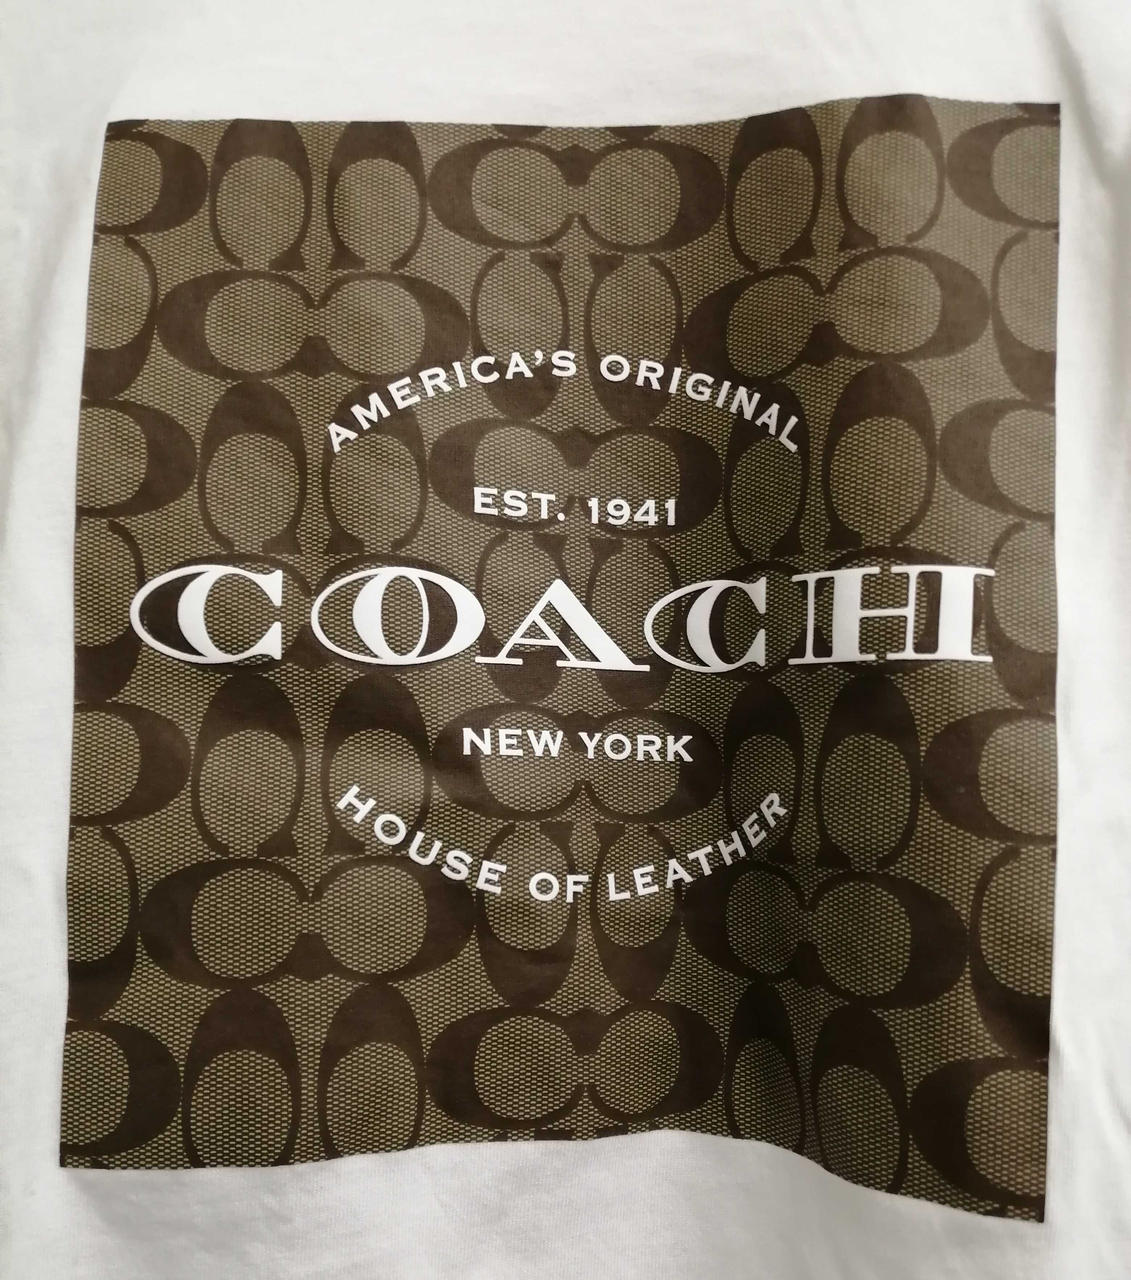 AMERICA'S ORIGINAL
EST. 1941
COACH
NEW YORK
HOUSE OF LEATHER